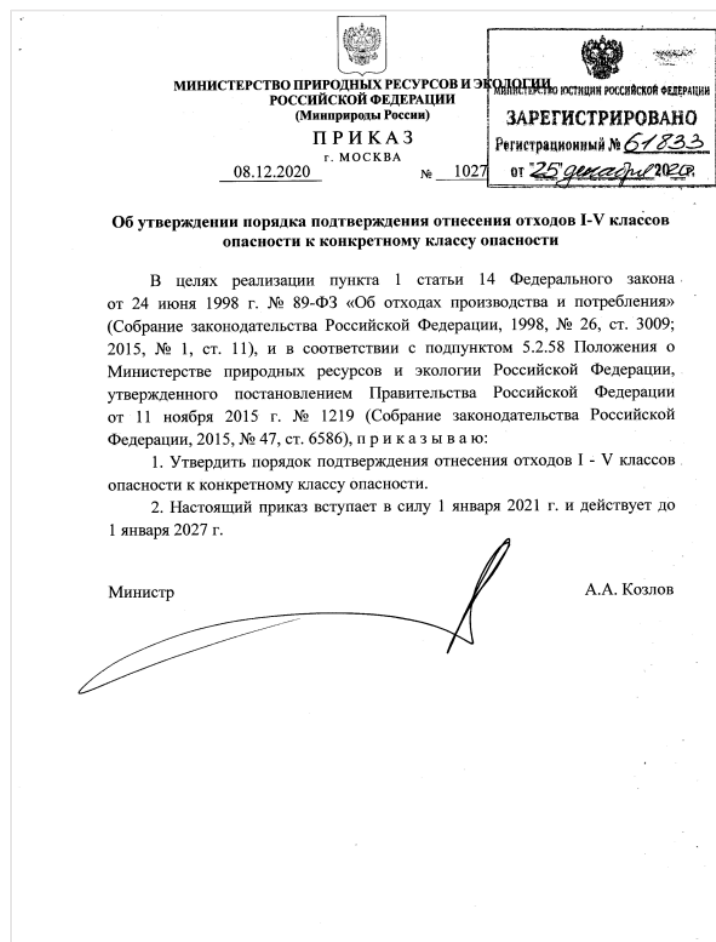 МИНИСТЕРСТВО ПРИРОДНЫХ РЕСУРСОВ И ЭКОЛОГИИ
РОССИЙСКОЙ ФЕДЕРАЦИИ
(Минприроды России)
ПРИКАЗ
г. МОСКВА
08.12.2020 № 1027
МИНИСТЕРСТВО ЮСТИЦИИ РОССИЙСКОЙ ФЕДЕРАЦИИ
ЗАРЕГИСТРИРОВАНО
Регистрационный № 61833
от "25" декабря 2020г.
Об утверждении порядка подтверждения отнесения отходов I-V классов
опасности к конкретному классу опасности
В целях реализации пункта 1 статьи 14 Федерального закона
от 24 июня 1998 г. № 89-ФЗ «Об отходах производства и потребления»
(Собрание законодательства Российской Федерации, 1998, № 26, ст. 3009;
2015, № 1, ст. 11), и в соответствии с подпунктом 5.2.58 Положения о
Министерстве природных ресурсов и экологии Российской Федерации,
утвержденного постановлением Правительства Российской Федерации
от 11 ноября 2015 г. № 1219 (Собрание законодательства Российской
Федерации, 2015, № 47, ст. 6586), п р и к а з ы в а ю:
1. Утвердить порядок подтверждения отнесения отходов I - V классов
опасности к конкретному классу опасности.
2. Настоящий приказ вступает в силу 1 января 2021 г. и действует до
1 января 2027 г.
Министр А.А. Козлов